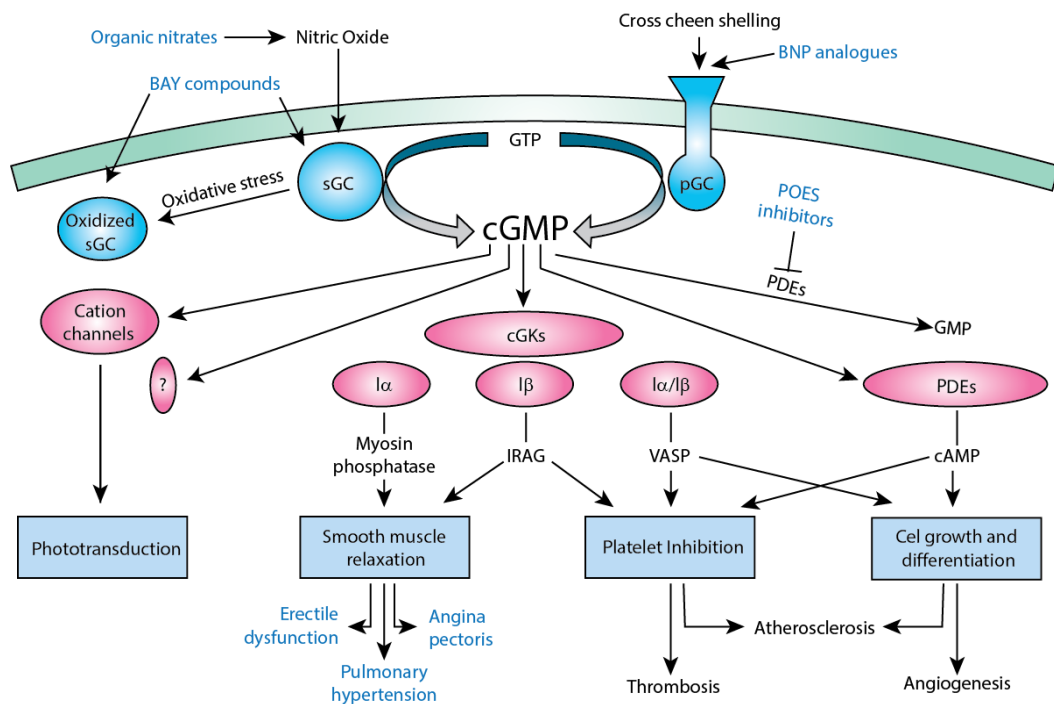 Cross cheen shelling
Organic nitrates
Nitric Oxide
BNP analogues
BAY compounds
GTP
sGC
pGC
Oxidative stress
POES
inhibitors
Oxidized
sGC
cGMP
PDEs
Cation
channels
GMP
cGKs
?
Iα
Iβ
Iα/Iβ
PDEs
Myosin
phosphatase
IRAG
VASP
cAMP
Phototransduction
Smooth muscle
relaxation
Platelet Inhibition
Cel growth and
differentiation
Erectile
dysfunction
Angina
pectoris
Atherosclerosis
Pulmonary
hypertension
Thrombosis
Angiogenesis